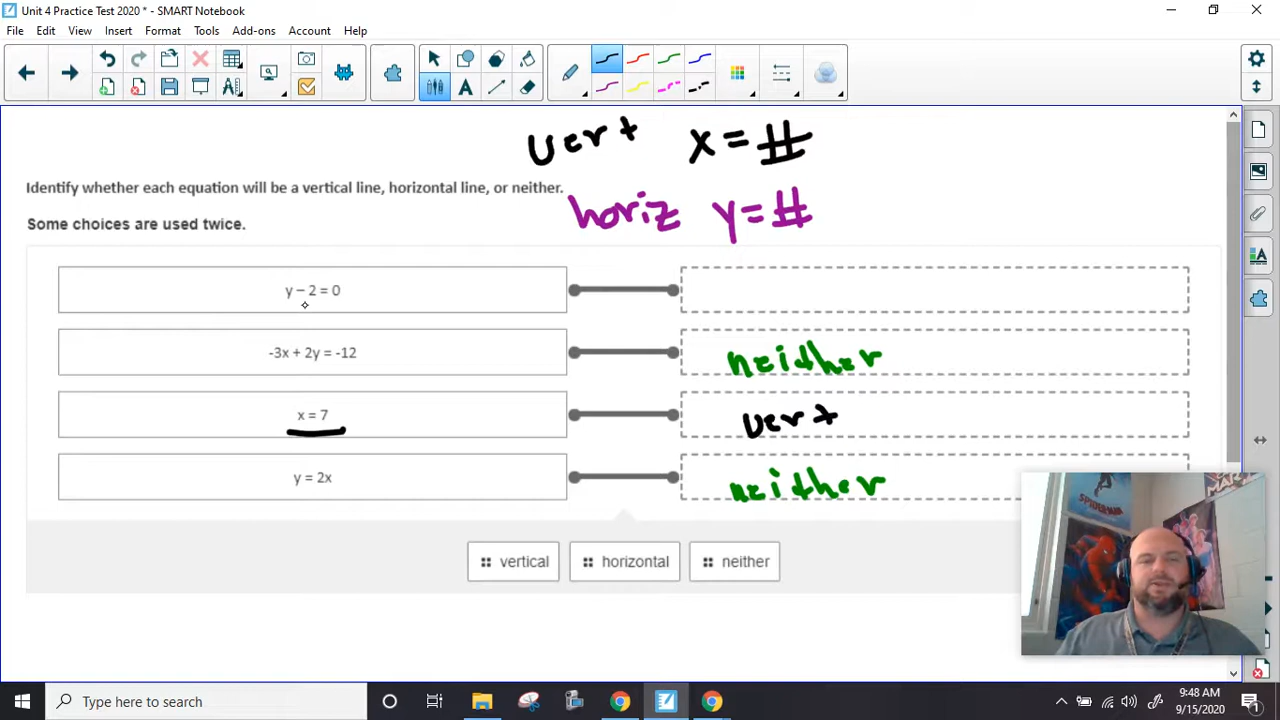 Unit 4 Practice Test 2020 * - SMART Notebook
File Edit View Insert Format Tools Add-ons Account Help
vert x = #
Identify whether each equation will be a vertical line, horizontal line, or neither.
horiz y = #
Some choices are used twice.
y – 2 = 0
-3x + 2y = -12
neither
x = 7
vert
y = 2x
neither
vertical horizontal neither
SPIDER-MAN
Type here to search
9:48 AM
9/15/2020
1